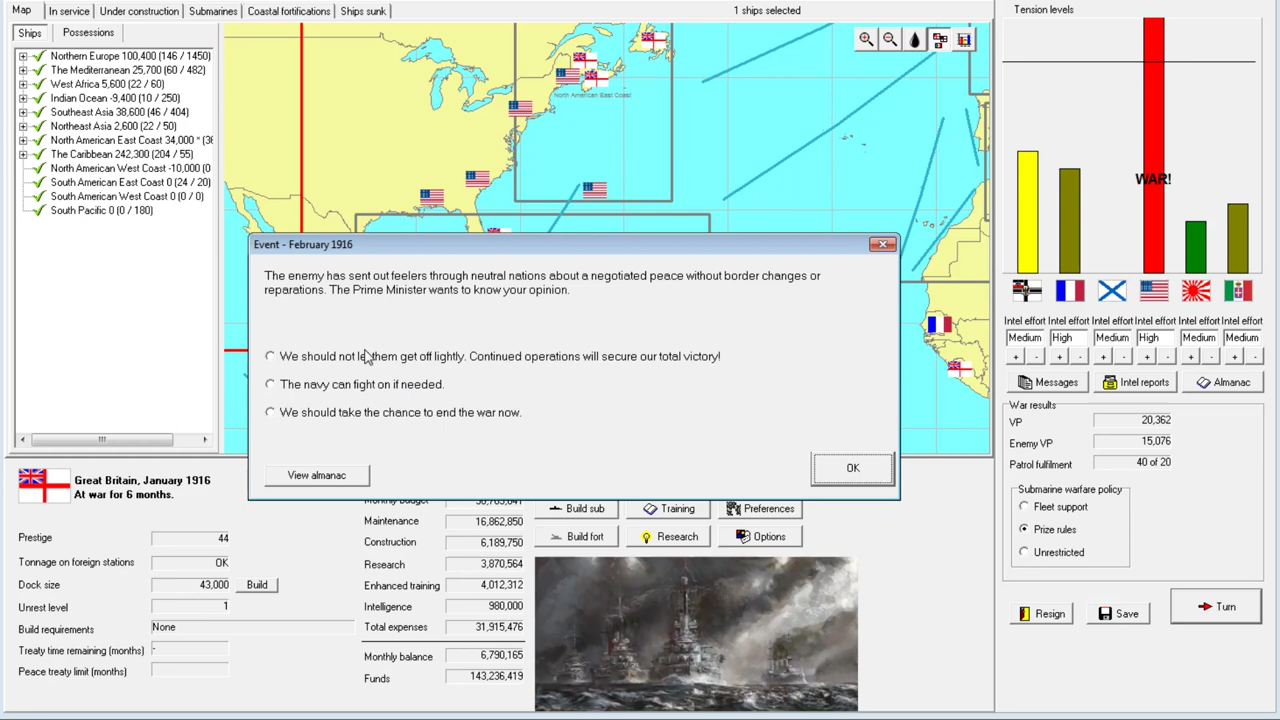 Map
In service
Under construction
Submarines
Coastal fortifications
Ships sunk
1 ships selected
Tension levels
Ships
Possessions
Northern Europe 100,400 (146 / 1450)
The Mediterranean 25,700 (60 / 482)
West Africa 5,600 (22 / 60)
Indian Ocean -9,400 (10 / 250)
Southeast Asia 38,600 (46 / 404)
Northeast Asia 2,600 (22 / 50)
North American East Coast 34,000 * (3
The Caribbean 242,300 (204 / 55)
North American West Coast -10,000 (0
South American East Coast 0 (24 / 20)
South American West Coast 0 (0 / 0)
South Pacific 0 (0 / 180)
North American East Coast
WAR!
Event - February 1916
The enemy has sent out feelers through neutral nations about a negotiated peace without border changes or
reparations. The Prime Minister wants to know your opinion.
We should not let them get off lightly. Continued operations will secure our total victory!
The navy can fight on if needed.
We should take the chance to end the war now.
View almanac
OK
Intel effort Intel effort Intel effort Intel effort Intel effort Intel effort
Medium High Medium High Medium Medium
+ - + - + - + - + - + -
Messages
Intel reports
Almanac
War results
VP 20,362
Enemy VP 15,076
Patrol fulfilment 40 of 20
Submarine warfare policy
Fleet support
Prize rules
Unrestricted
Resign
Save
Turn
Great Britain, January 1916
At war for 6 months.
Prestige 44
Tonnage on foreign stations OK
Dock size 43,000 Build
Unrest level 1
Build requirements None
Treaty time remaining (months) -
Peace treaty limit (months)
Monthly budget
Maintenance 16,862,850
Construction 6,189,750
Research 3,870,564
Enhanced training 4,012,312
Intelligence 980,000
Total expenses 31,915,476
Monthly balance 6,790,165
Funds 143,236,419
Build sub
Training
Preferences
Build fort
Research
Options